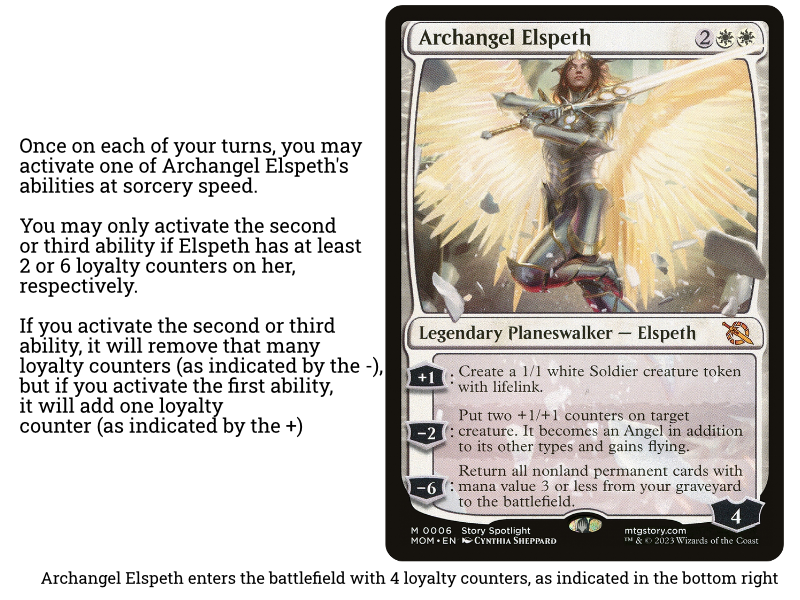 Once on each of your turns, you may
activate one of Archangel Elspeth's
abilities at sorcery speed.
You may only activate the second
or third ability if Elspeth has at least
2 or 6 loyalty counters on her,
respectively.
If you activate the second or third
ability, it will remove that many
loyalty counters (as indicated by the -),
but if you activate the first ability,
it will add one loyalty
counter (as indicated by the +)
Archangel Elspeth 2
Legendary Planeswalker — Elspeth
+1 : Create a 1/1 white Soldier creature token
with lifelink.
−2 : Put two +1/+1 counters on target
creature. It becomes an Angel in addition
to its other types and gains flying.
−6 : Return all nonland permanent cards with
mana value 3 or less from your graveyard
to the battlefield.
4
M 0006 Story Spotlight mtgstory.com
MOM • EN Cynthia Sheppard ™ & © 2023 Wizards of the Coast
Archangel Elspeth enters the battlefield with 4 loyalty counters, as indicated in the bottom right